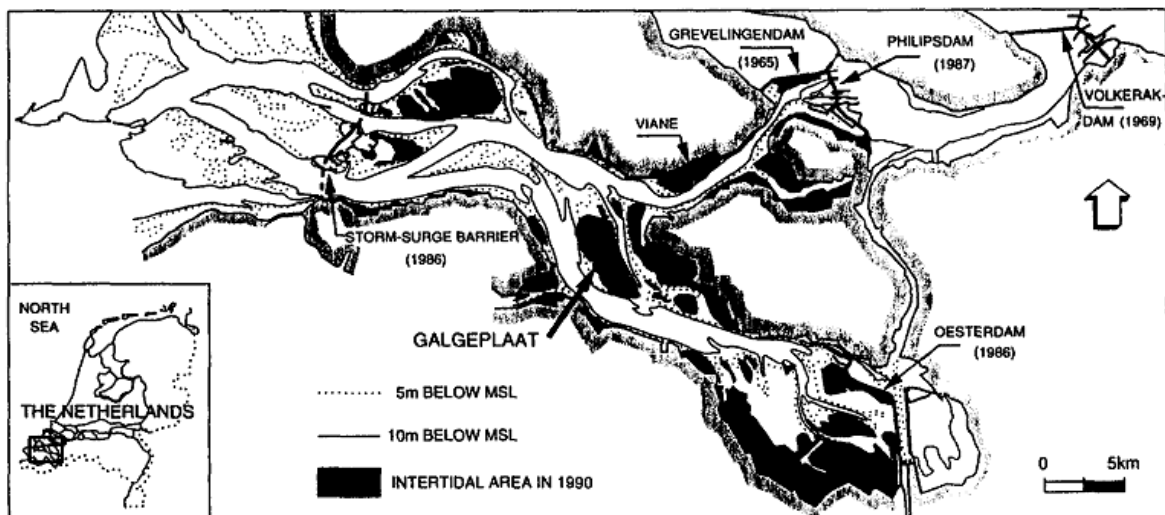 GREVELINGENDAM
(1965)
PHILIPSDAM
(1987)
VOLKERAK-
DAM (1969)
VIANE
STORM-SURGE BARRIER
(1986)
GALGEPLAAT
OESTERDAM
(1986)
NORTH
SEA
THE NETHERLANDS
5m BELOW MSL
10m BELOW MSL
INTERTIDAL AREA IN 1990
0 5km